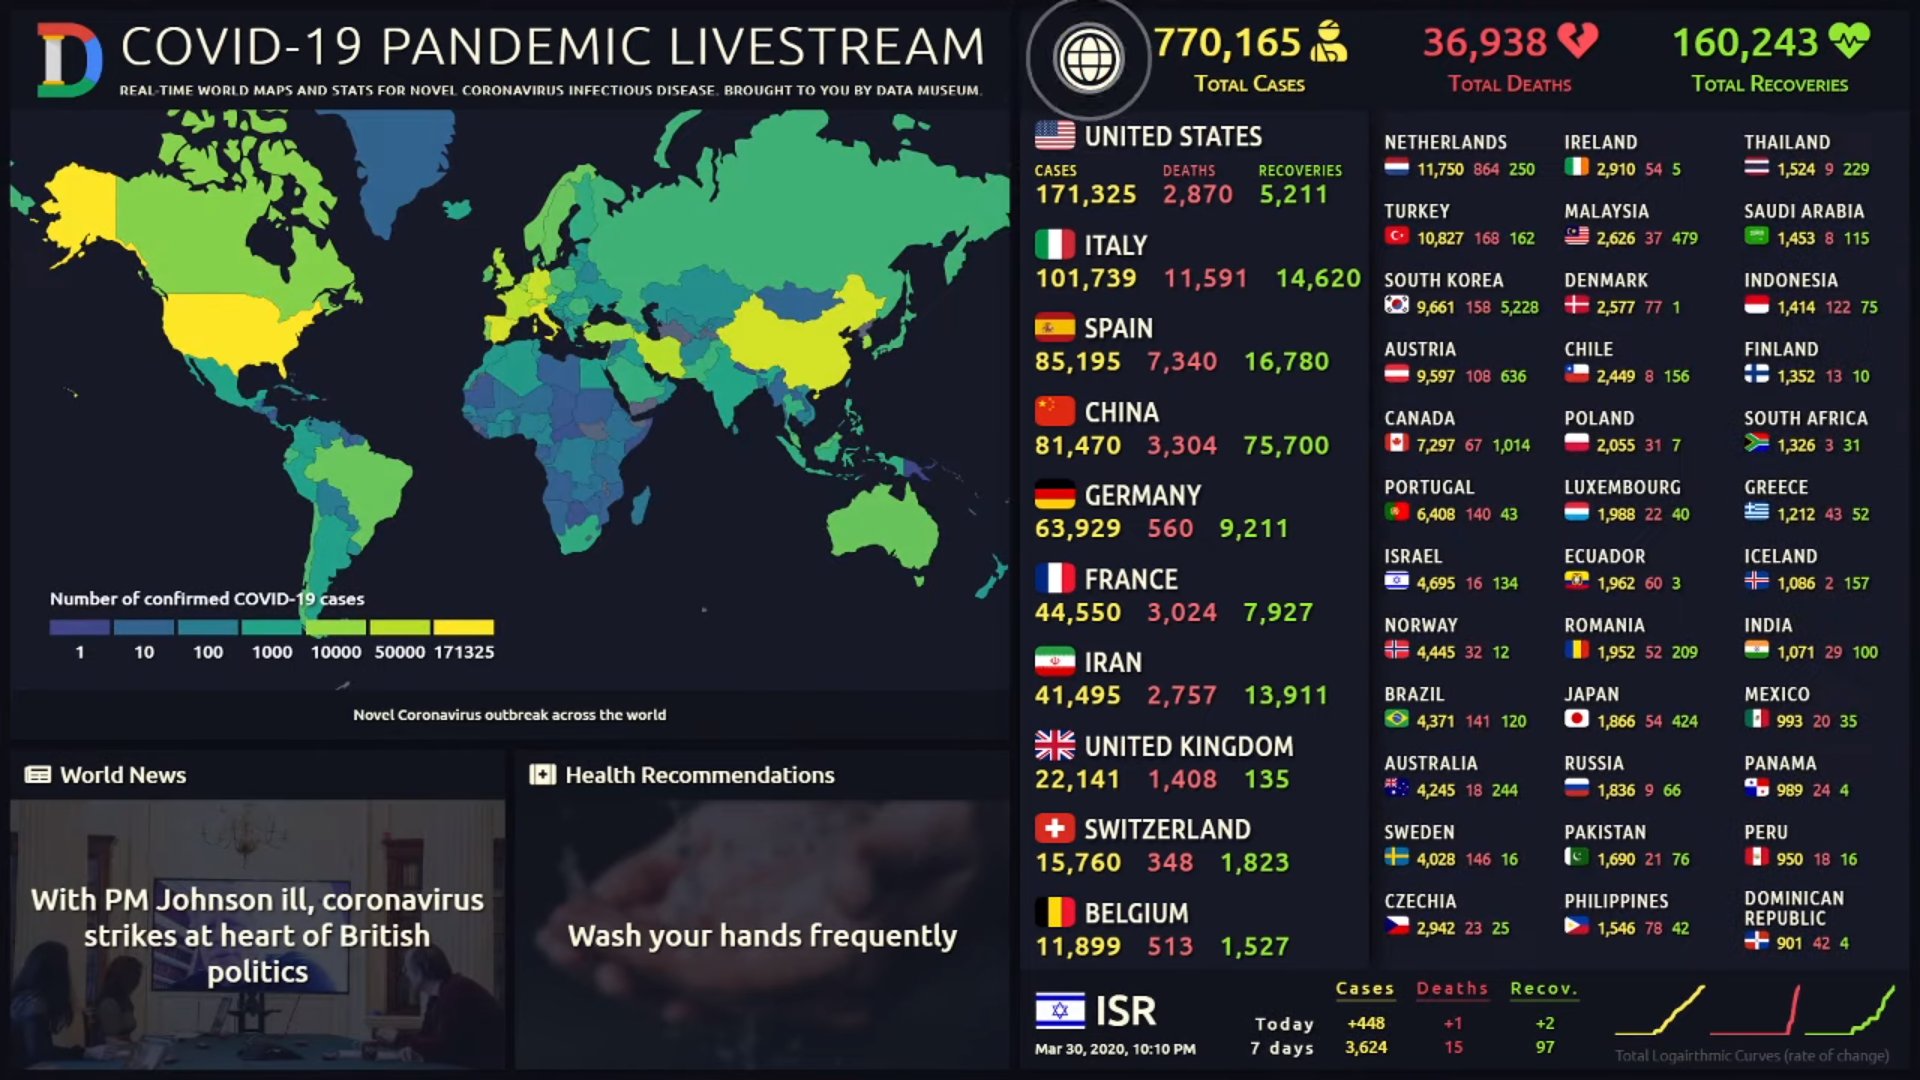 COVID-19 PANDEMIC LIVESTREAM
REAL-TIME WORLD MAPS AND STATS FOR NOVEL CORONAVIRUS INFECTIOUS DISEASE. BROUGHT TO YOU BY DATA MUSEUM.
Number of confirmed COVID-19 cases
1 10 100 1000 10000 50000 171325
Novel Coronavirus outbreak across the world
World News
With PM Johnson ill, coronavirus
strikes at heart of British
politics
Health Recommendations
Wash your hands frequently
770,165 36,938 160,243
Total Cases Total Deaths Total Recoveries
UNITED STATES
CASES DEATHS RECOVERIES
171,325 2,870 5,211
ITALY
101,739 11,591 14,620
SPAIN
85,195 7,340 16,780
CHINA
81,470 3,304 75,700
GERMANY
63,929 560 9,211
FRANCE
44,550 3,024 7,927
IRAN
41,495 2,757 13,911
UNITED KINGDOM
22,141 1,408 135
SWITZERLAND
15,760 348 1,823
BELGIUM
11,899 513 1,527
NETHERLANDS
11,750 864 250
TURKEY
10,827 168 162
SOUTH KOREA
9,661 158 5,228
AUSTRIA
9,597 108 636
CANADA
7,297 67 1,014
PORTUGAL
6,408 140 43
ISRAEL
4,695 16 134
NORWAY
4,445 32 12
BRAZIL
4,371 141 120
AUSTRALIA
4,245 18 244
SWEDEN
4,028 146 16
CZECHIA
2,942 23 25
IRELAND
2,910 54 5
MALAYSIA
2,626 37 479
DENMARK
2,577 77 1
CHILE
2,449 8 156
POLAND
2,055 31 7
LUXEMBOURG
1,988 22 40
ECUADOR
1,962 60 3
ROMANIA
1,952 52 209
JAPAN
1,866 54 424
RUSSIA
1,836 9 66
PAKISTAN
1,690 21 76
PHILIPPINES
1,546 78 42
THAILAND
1,524 9 229
SAUDI ARABIA
1,453 8 115
INDONESIA
1,414 122 75
FINLAND
1,352 13 10
SOUTH AFRICA
1,326 3 31
GREECE
1,212 43 52
ICELAND
1,086 2 157
INDIA
1,071 29 100
MEXICO
993 20 35
PANAMA
989 24 4
PERU
950 18 16
DOMINICAN
REPUBLIC
901 42 4
ISR
Mar 30, 2020, 10:10 PM
Cases Deaths Recov.
Today +448 +1 +2
7 days 3,624 15 97
Total Logairthmic Curves (rate of change)